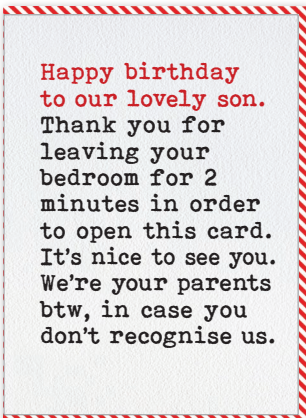 Happy birthday
to our lovely son.
Thank you for
leaving your
bedroom for 2
minutes in order
to open this card.
It's nice to see you.
We're your parents
btw, in case you
don't recognise us.